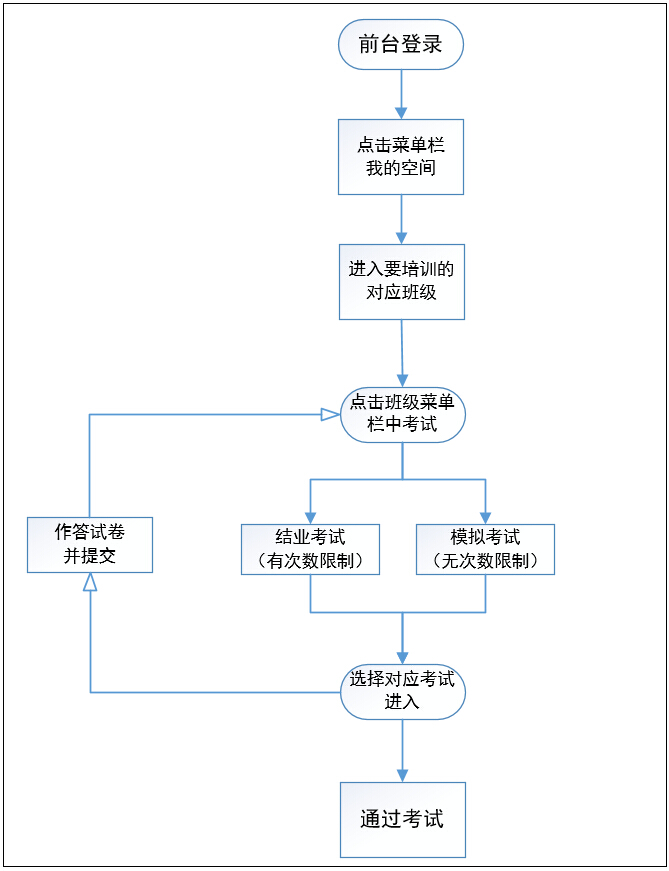 前台登录
点击菜单栏
我的空间
进入要培训的
对应班级
点击班级菜单
栏中考试
作答试卷
并提交
结业考试
（有次数限制）
模拟考试
（无次数限制）
选择对应考试
进入
通过考试